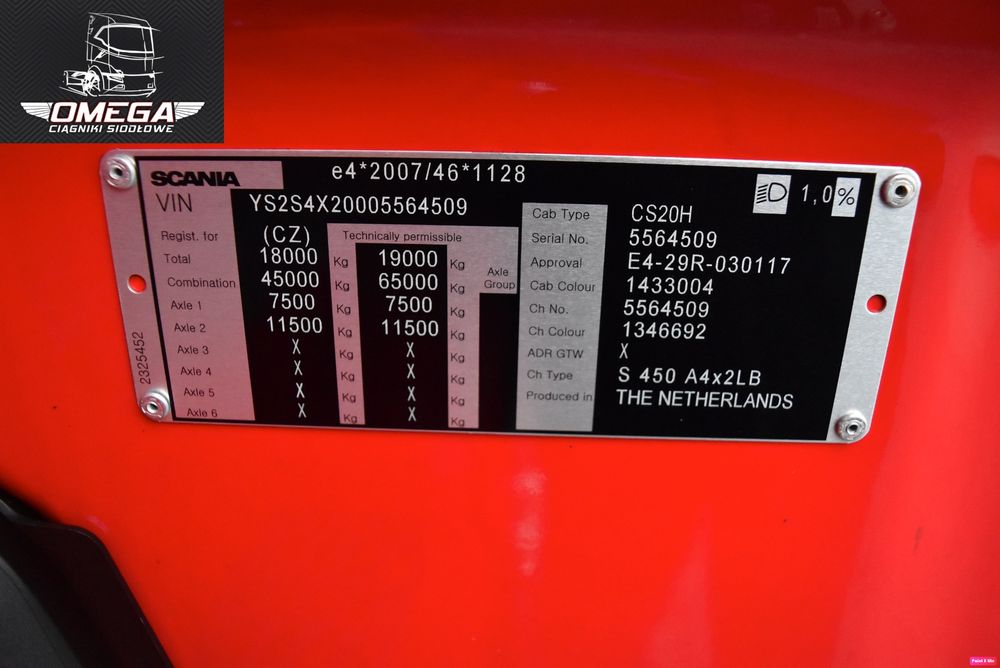 OMEGA
CIĄGNIKI SIODŁOWE
SCANIA e4*2007/46*1128
VIN YS2S4X20005564509
1,0%
Regist. for (CZ) Technically permissible
Total 18000 Kg 19000 Kg
Combination 45000 Kg 65000 Kg
Axle Group
Axle 1 7500 Kg 7500 Kg
Axle 2 11500 Kg 11500 Kg
Axle 3 X Kg X Kg
Axle 4 X Kg X Kg
Axle 5 X Kg X Kg
Axle 6 X Kg X Kg
Cab Type CS20H
Serial No. 5564509
Approval E4-29R-030117
Cab Colour 1433004
Ch No. 5564509
Ch Colour 1346692
ADR GTW X
Ch Type S 450 A4x2LB
Produced in THE NETHERLANDS
2325452